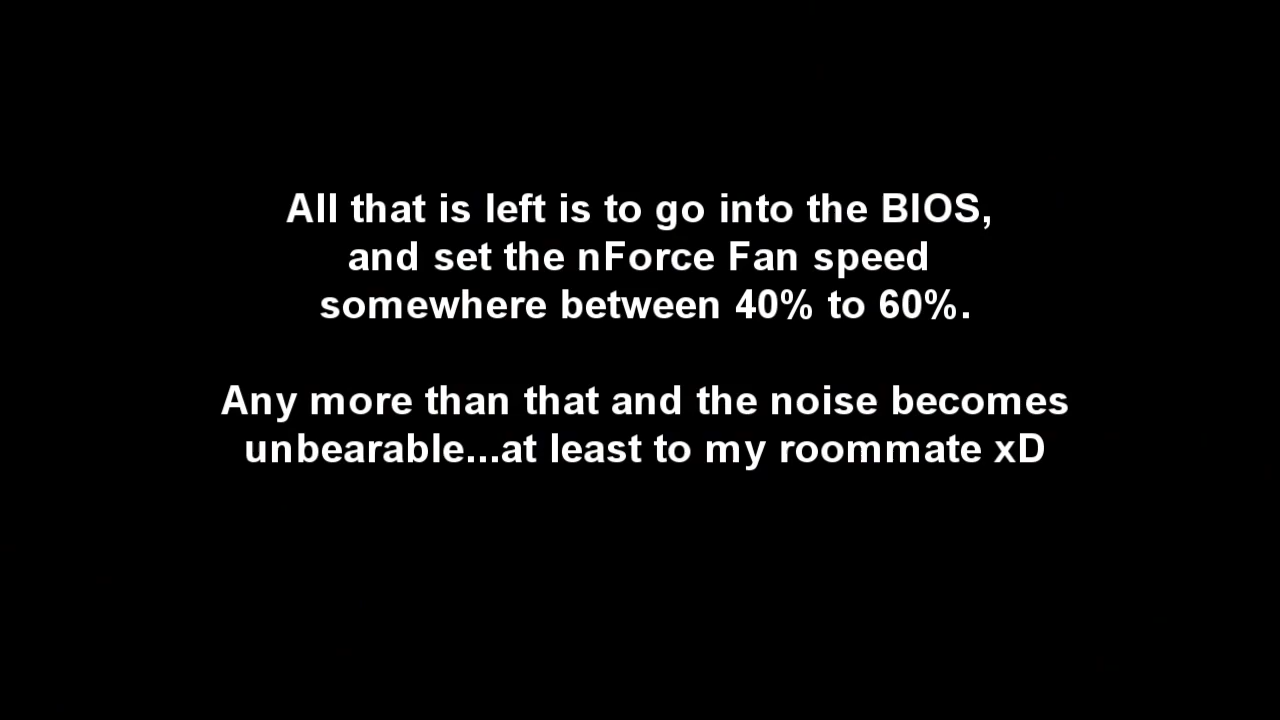 All that is left is to go into the BIOS,
and set the nForce Fan speed
somewhere between 40% to 60%.
Any more than that and the noise becomes
unbearable...at least to my roommate xD